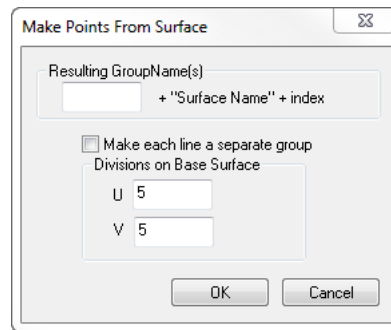 Make Points From Surface
Resulting GroupName(s)
+ "Surface Name" + index
Make each line a separate group
Divisions on Base Surface
U 5
V 5
OK Cancel